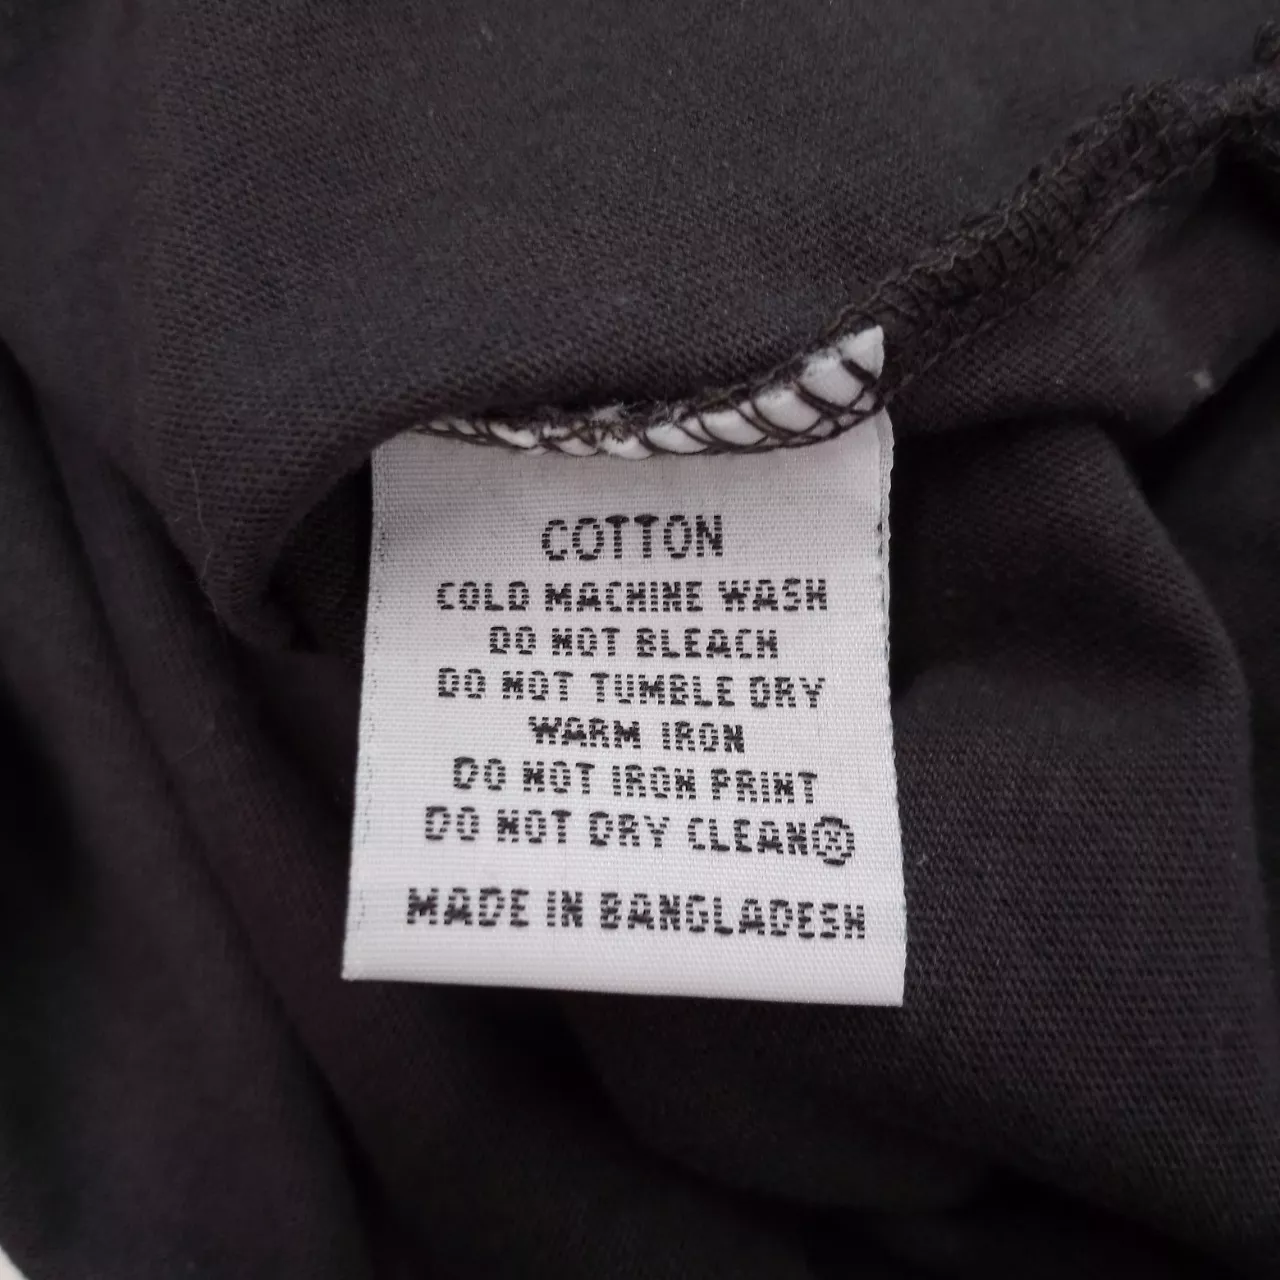 COTTON
COLD MACHINE WASH
DO NOT BLEACH
DO NOT TUMBLE DRY
WARM IRON
DO NOT IRON PRINT
DO NOT DRY CLEAN Ⓧ
MADE IN BANGLADESH